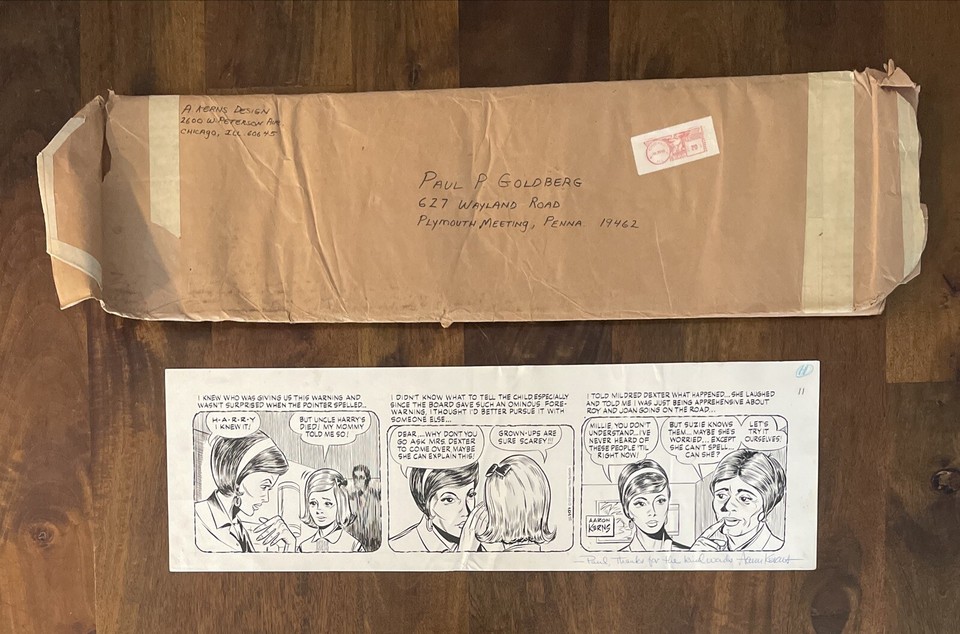 A KERNS DESIGN
2600 W. PETERSON AVE
CHICAGO, ILL 60645
PAUL P GOLDBERG
627 WAYLAND ROAD
PLYMOUTH MEETING, PENNA 19462
11
11
I KNEW WHO WAS GIVING US THIS WARNING AND
WASN'T SURPRISED WHEN THE POINTER SPELLED...
H-A-R-R-Y
I KNEW IT!
BUT UNCLE HARRY'S
DIED! MY MOMMY
TOLD ME SO!
I DIDN'T KNOW WHAT TO TELL THE CHILD.ESPECIALLY
SINCE THE BOARD GAVE SUCH AN OMINOUS, FORE-
WARNING, I THOUGHT I'D BETTER PURSUE IT WITH
SOMEONE ELSE...
DEAR...WHY DON'T YOU
GO ASK MRS. DEXTER
TO COME OVER, MAYBE
SHE CAN EXPLAIN THIS!
GROWN-UPS ARE
SURE SCAREY!!!
I TOLD MILDRED DEXTER WHAT HAPPENED...SHE LAUGHED
AND TOLD ME I WAS JUST BEING APPREHENSIVE ABOUT
ROY AND JOAN GOING ON THE ROAD...
MILLIE, YOU DON'T
UNDERSTAND...I'VE
NEVER HEARD OF
THESE PEOPLE 'TIL
RIGHT NOW!
BUT SUZIE KNOWS
THEM... MAYBE SHE'S
WORRIED... EXCEPT
SHE CAN'T SPELL...
CAN SHE?
LET'S
TRY IT
OURSELVES!
AARON
KERNS
Paul Thanks for the kind words Aaron Kerns